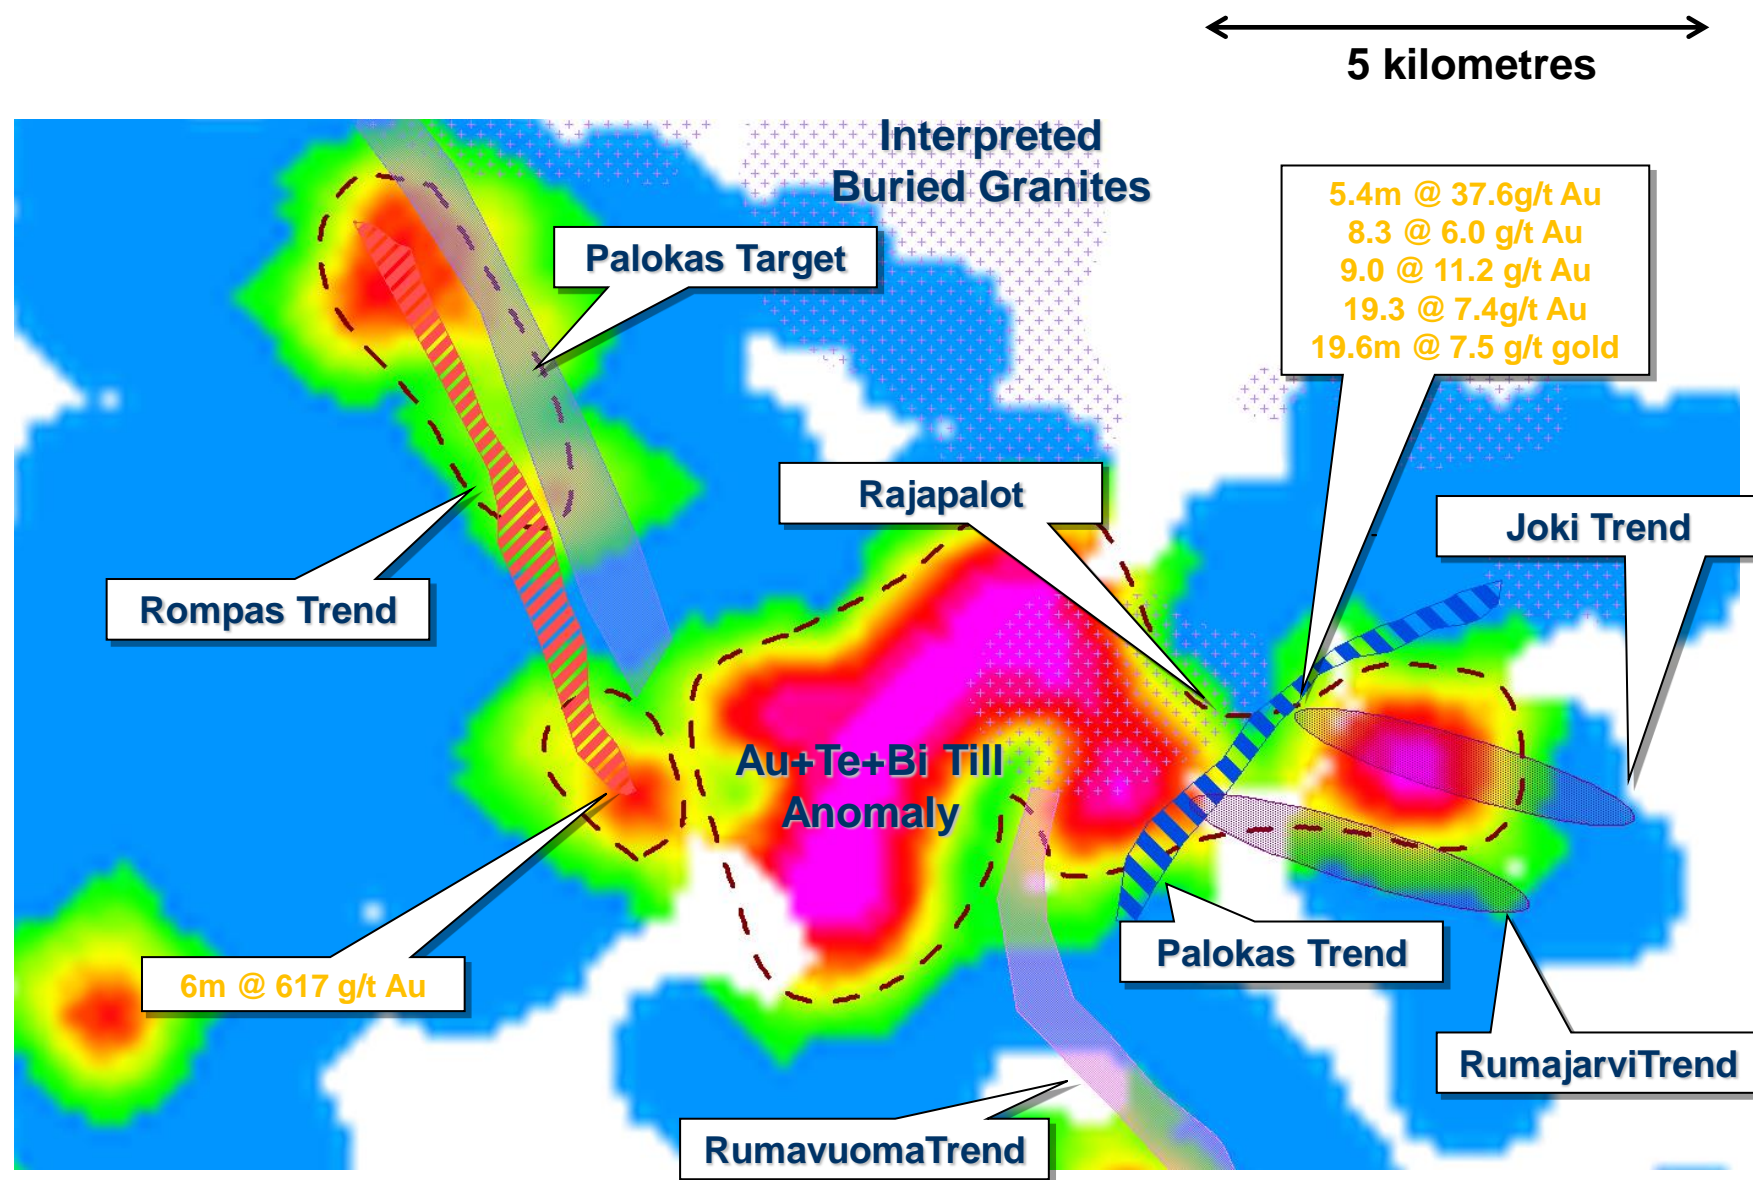 5 kilometres
Interpreted
Buried Granites
5.4m @ 37.6g/t Au
8.3 @ 6.0 g/t Au
9.0 @ 11.2 g/t Au
19.3 @ 7.4g/t Au
19.6m @ 7.5 g/t gold
Palokas Target
Rajapalot
Joki Trend
Rompas Trend
Au+Te+Bi Till
Anomaly
Palokas Trend
6m @ 617 g/t Au
RumajarviTrend
RumavuomaTrend